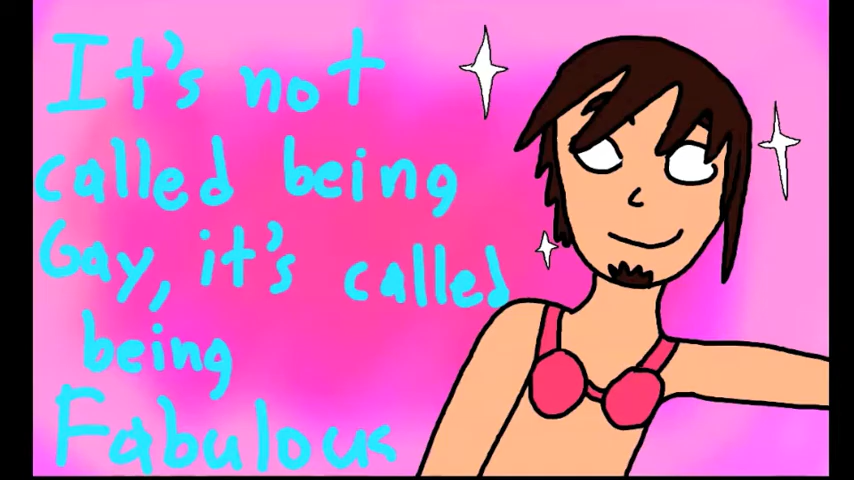 It's not
called being
Gay, it's called
being
Fabulous